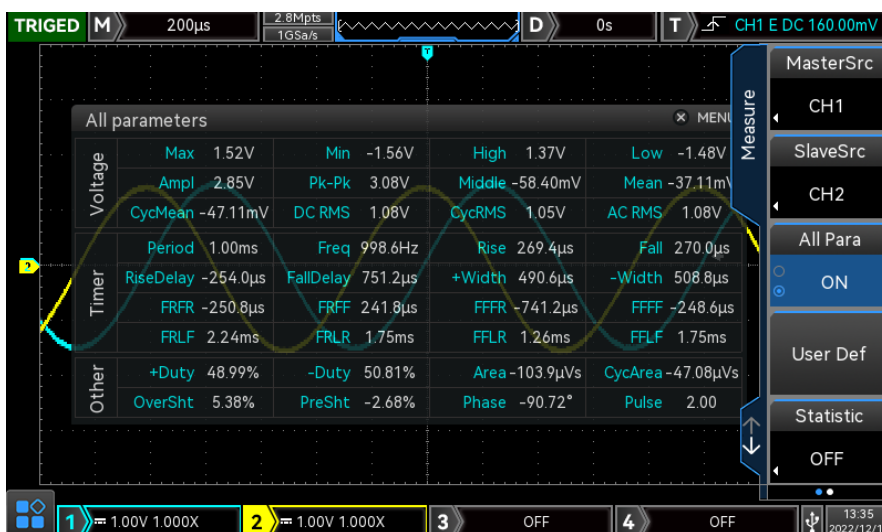 TRIGED M 200µs 2.8Mpts 1GSa/s D 0s T CH1 E DC 160.00mV
T
MasterSrc
CH1
Measure
All parameters MENU
SlaveSrc
CH2
Voltage
Max 1.52V Min -1.56V High 1.37V Low -1.48V
Ampl 2.85V Pk-Pk 3.08V Middle -58.40mV Mean -37.11mV
CycMean -47.11mV DC RMS 1.08V CycRMS 1.05V AC RMS 1.08V
All Para
ON
2
Timer
Period 1.00ms Freq 998.6Hz Rise 269.4µs Fall 270.0µs
RiseDelay -254.0µs FallDelay 751.2µs +Width 490.6µs -Width 508.8µs
FRFR -250.8µs FRFF 241.8µs FFFR -741.2µs FFFF -248.6µs
FRLF 2.24ms FRLR 1.75ms FFLR 1.26ms FFLF 1.75ms
User Def
Other
+Duty 48.99% -Duty 50.81% Area -103.9µVs CycArea -47.08µVs
OverSht 5.38% PreSht -2.68% Phase -90.72° Pulse 2.00
Statistic
OFF
1 1.00V 1.000X 2 1.00V 1.000X 3 OFF 4 OFF
13:35